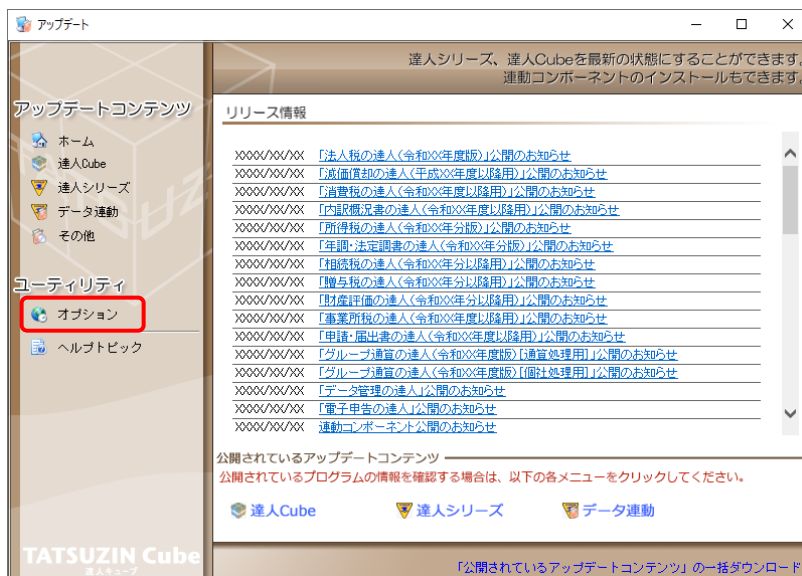 アップデート
達人シリーズ、達人Cubeを最新の状態にすることができます。
連動コンポーネントのインストールもできます。
アップデートコンテンツ
ホーム
達人Cube
達人シリーズ
データ連動
その他
ユーティリティ
オプション
ヘルプトピック
TATSUZIN Cube
達人キューブ
リリース情報
XXXX/XX/XX 「法人税の達人(令和XX年度版)」公開のお知らせ
XXXX/XX/XX 「減価償却の達人(平成XX年度以降用)」公開のお知らせ
XXXX/XX/XX 「消費税の達人(令和XX年度以降用)」公開のお知らせ
XXXX/XX/XX 「内訳概況書の達人(令和XX年度以降用)」公開のお知らせ
XXXX/XX/XX 「所得税の達人(令和XX年分版)」公開のお知らせ
XXXX/XX/XX 「年調・法定調書の達人(令和XX年分版)」公開のお知らせ
XXXX/XX/XX 「相続税の達人(令和XX年分以降用)」公開のお知らせ
XXXX/XX/XX 「贈与税の達人(令和XX年分以降用)」公開のお知らせ
XXXX/XX/XX 「財産評価の達人(令和XX年分以降用)」公開のお知らせ
XXXX/XX/XX 「事業所税の達人(令和XX年度以降用)」公開のお知らせ
XXXX/XX/XX 「申請・届出書の達人(令和XX年度以降用)」公開のお知らせ
XXXX/XX/XX 「グループ通算の達人(令和XX年度版)[通算処理用]」公開のお知らせ
XXXX/XX/XX 「グループ通算の達人(令和XX年度版)[個社処理用]」公開のお知らせ
XXXX/XX/XX 「データ管理の達人」公開のお知らせ
XXXX/XX/XX 「電子申告の達人」公開のお知らせ
XXXX/XX/XX 連動コンポーネント公開のお知らせ
公開されているアップデートコンテンツ
公開されているプログラムの情報を確認する場合は、以下の各メニューをクリックしてください。
達人Cube 達人シリーズ データ連動
「公開されているアップデートコンテンツ」の一括ダウンロード